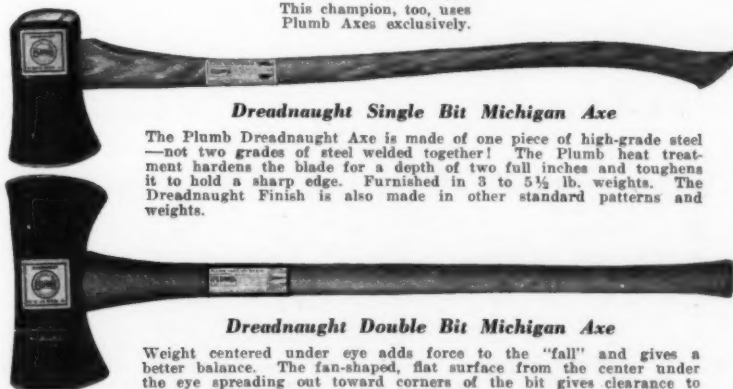 This champion, too, uses
Plumb Axes exclusively.
Dreadnaught Single Bit Michigan Axe
The Plumb Dreadnaught Axe is made of one piece of high-grade steel
—not two grades of steel welded together! The Plumb heat treat-
ment hardens the blade for a depth of two full inches and toughens
it to hold a sharp edge. Furnished in 3 to 5½ lb. weights. The
Dreadnaught Finish is also made in other standard patterns and
weights.
Dreadnaught Double Bit Michigan Axe
Weight centered under eye adds force to the "fall" and gives a
better balance. The fan-shaped, flat surface from the center under
the eye spreading out toward corners of the bit gives clearance to